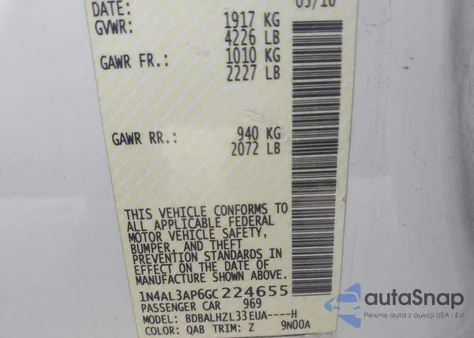 DATE:
GVWR: 1917 KG
4226 LB
GAWR FR.: 1010 KG
2227 LB
GAWR RR.: 940 KG
2072 LB
THIS VEHICLE CONFORMS TO
ALL APPLICABLE FEDERAL
MOTOR VEHICLE SAFETY,
BUMPER, AND THEFT
PREVENTION STANDARDS IN
EFFECT ON THE DATE OF
MANUFACTURE SHOWN ABOVE.
1N4AL3AP6GC224655
PASSENGER CAR 969
MODEL: BDBALHZL33EUA----H
COLOR: QAB TRIM: Z 9N00A
autoSnap
Pewne auta z aukcji USA - EU